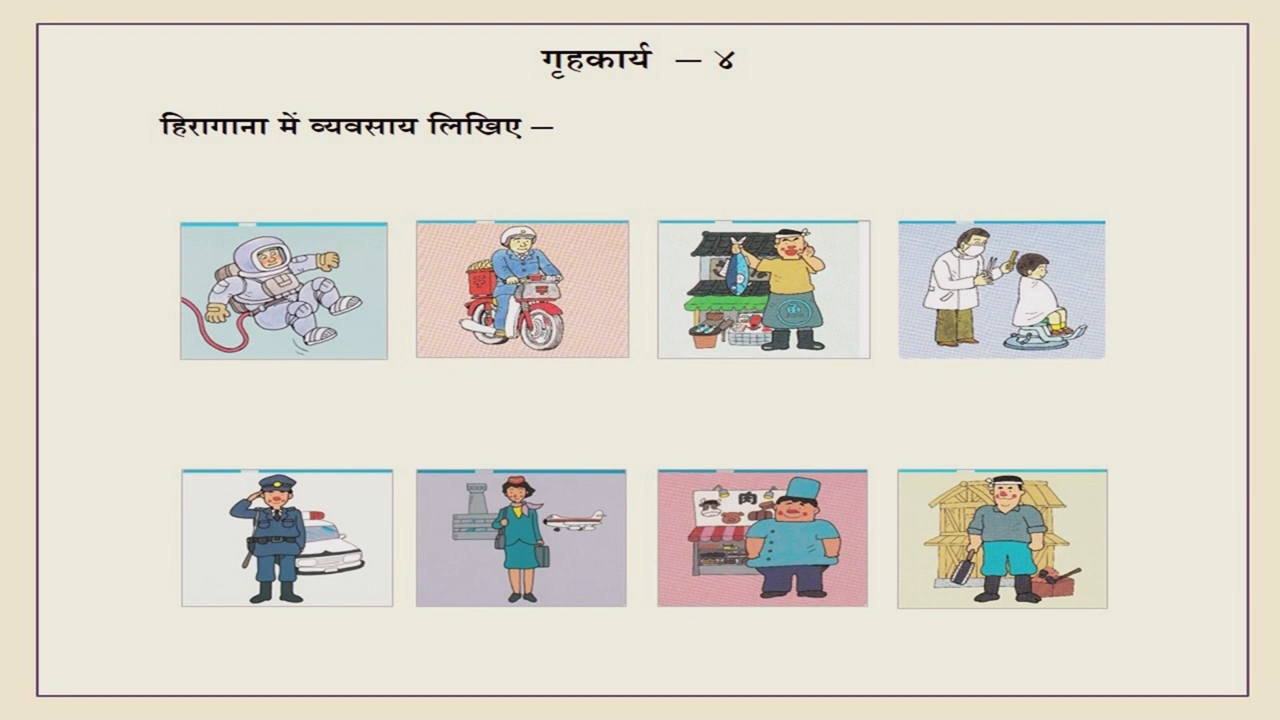 गृहकार्य – ४
हिरागाना में व्यवसाय लिखिए –
肉